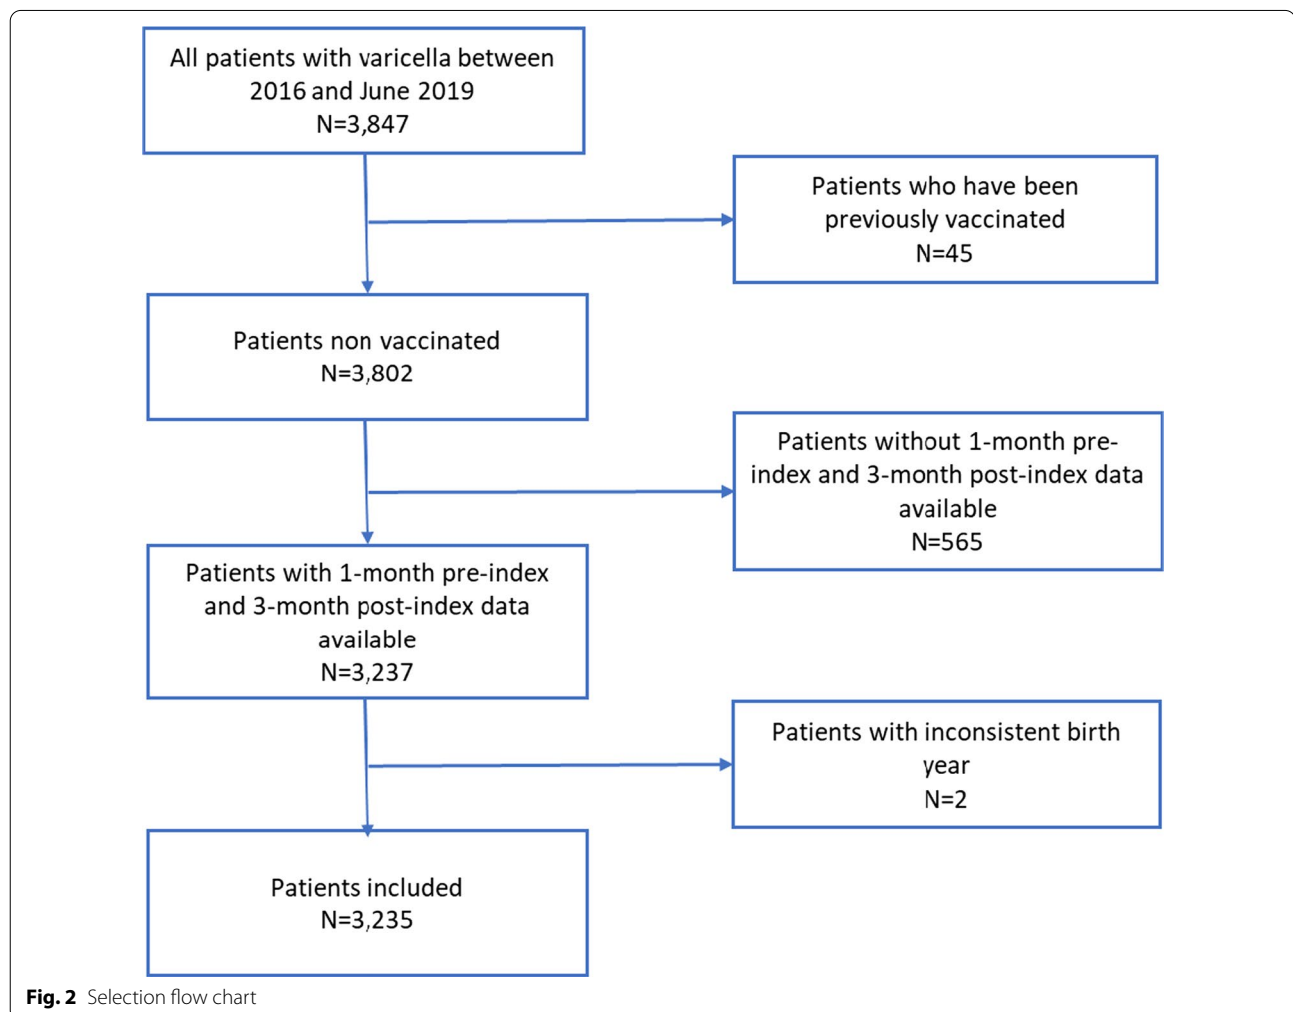 All patients with varicella between
2016 and June 2019
N=3,847
Patients who have been
previously vaccinated
N=45
Patients non vaccinated
N=3,802
Patients without 1-month pre-
index and 3-month post-index data
available
N=565
Patients with 1-month pre-index
and 3-month post-index data
available
N=3,237
Patients with inconsistent birth
year
N=2
Patients included
N=3,235
Fig. 2 Selection flow chart